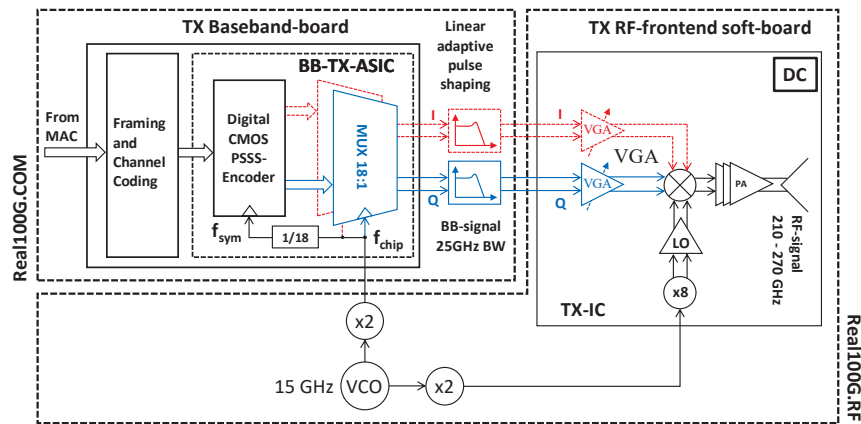 TX Baseband-board
Linear
adaptive
pulse
shaping
TX RF-frontend soft-board
BB-TX-ASIC
DC
From
MAC
Framing
and
Channel
Coding
Digital
CMOS
PSSS-
Encoder
MUX 18:1
I
I
VGA
VGA
VGA
Q
Q
PA
BB-signal
25GHz BW
RF-signal
210 - 270 GHz
LO
x8
TX-IC
fsym
1/18
fchip
x2
15 GHz
VCO
x2
Real100G.COM
Real100G.RF